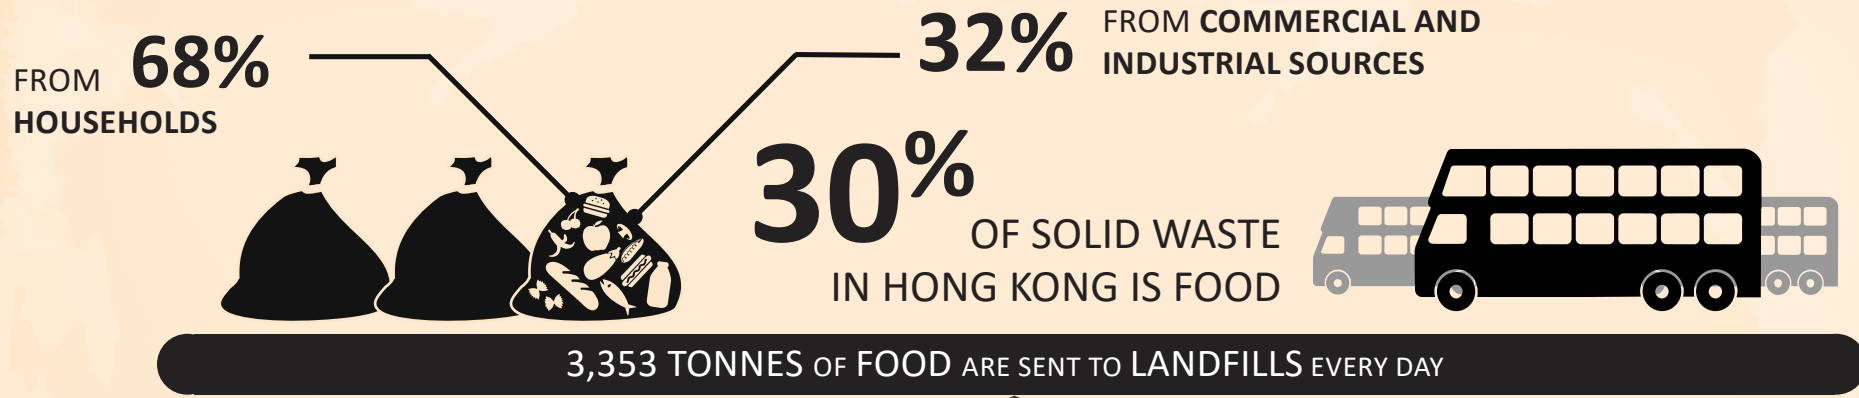 FROM 68%
HOUSEHOLDS
32% FROM COMMERCIAL AND
INDUSTRIAL SOURCES
30%
OF SOLID WASTE
IN HONG KONG IS FOOD
3,353 TONNES OF FOOD ARE SENT TO LANDFILLS EVERY DAY